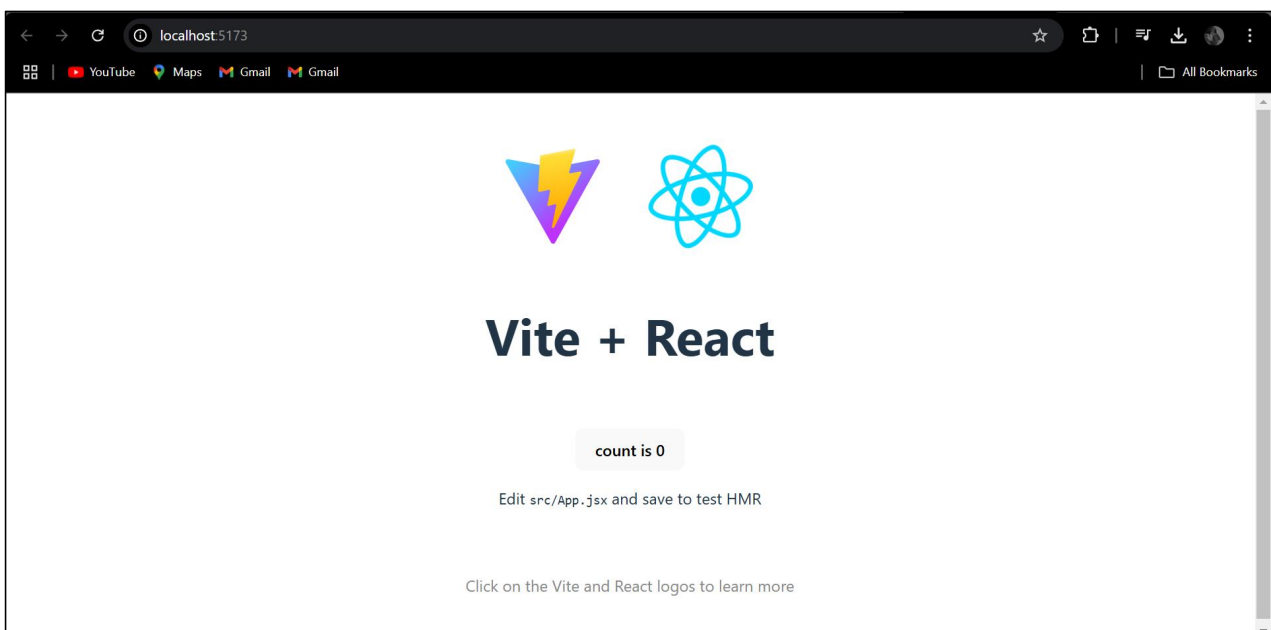 localhost:5173
YouTube Maps Gmail Gmail All Bookmarks
Vite + React
count is 0
Edit src/App.jsx and save to test HMR
Click on the Vite and React logos to learn more